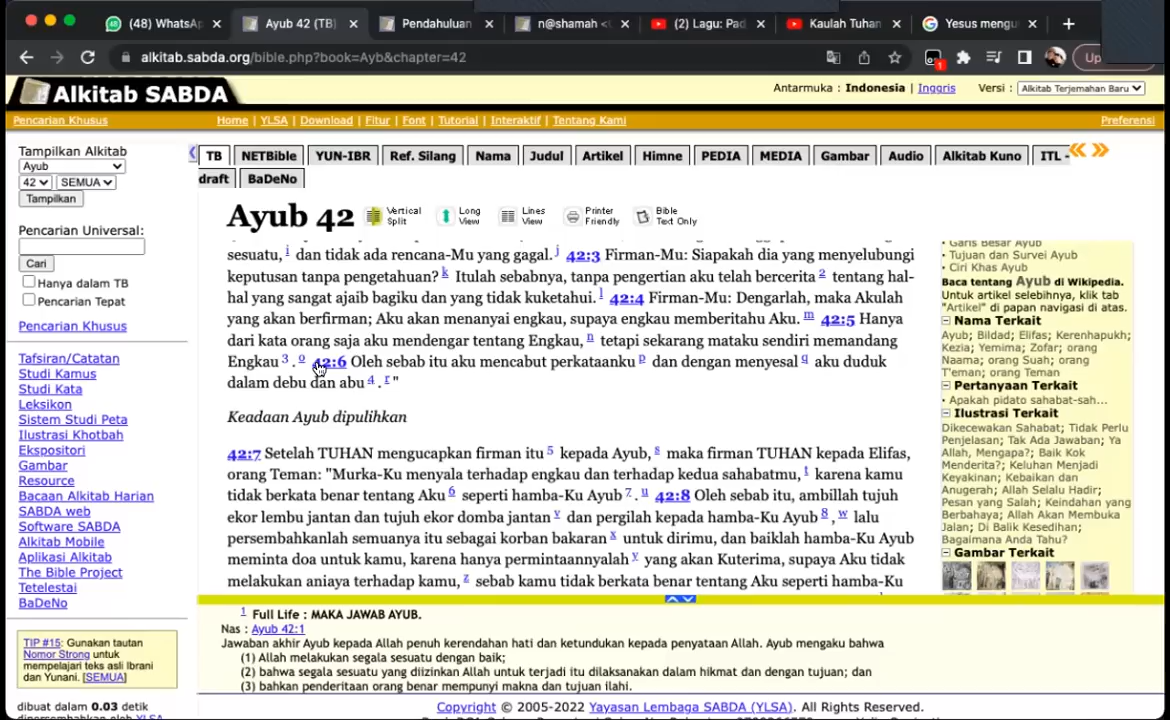 (48) WhatsA
Ayub 42 (TB)
Pendahuluan
n@shamah <
(2) Lagu: Pad
Kaulah Tuhan
Yesus mengu
alkitab.sabda.org/bible.php?book=Ayb&chapter=42
1
Up
Alkitab SABDA
Antarmuka : Indonesia | Inggris Versi : Alkitab Terjemahan Baru
Pencarian Khusus
Home | YLSA | Download | Fitur | Font | Tutorial | Interaktif | Tentang Kami
Preferensi
Tampilkan Alkitab
Ayub
42 SEMUA
Tampilkan
Pencarian Universal:
Cari
Hanya dalam TB
Pencarian Tepat
Pencarian Khusus
Tafsiran/Catatan
Studi Kamus
Studi Kata
Leksikon
Sistem Studi Peta
Ilustrasi Khotbah
Ekspositori
Gambar
Resource
Bacaan Alkitab Harian
SABDA web
Software SABDA
Alkitab Mobile
Aplikasi Alkitab
The Bible Project
Tetelestai
BaDeNo
TIP #15: Gunakan tautan
Nomor Strong untuk
mempelajari teks asli Ibrani
dan Yunani. [SEMUA]
dibuat dalam 0.03 detik
dipersembahkan oleh YLSA
TB NETBible YUN-IBR Ref. Silang Nama Judul Artikel Himne PEDIA MEDIA Gambar Audio Alkitab Kuno ITL -
draft BaDeNo
Ayub 42
Vertical Split
Long View
Lines View
Printer Friendly
Bible Text Only
sesuatu, i dan tidak ada rencana-Mu yang gagal. j 42:3 Firman-Mu: Siapakah dia yang menyelubungi
keputusan tanpa pengetahuan? k Itulah sebabnya, tanpa pengertian aku telah bercerita 2 tentang hal-
hal yang sangat ajaib bagiku dan yang tidak kuketahui. l 42:4 Firman-Mu: Dengarlah, maka Akulah
yang akan berfirman; Aku akan menanyai engkau, supaya engkau memberitahu Aku. m 42:5 Hanya
dari kata orang saja aku mendengar tentang Engkau, n tetapi sekarang mataku sendiri memandang
Engkau 3 . o 42:6 Oleh sebab itu aku mencabut perkataanku p dan dengan menyesal q aku duduk
dalam debu dan abu 4 . r "
Keadaan Ayub dipulihkan
42:7 Setelah TUHAN mengucapkan firman itu 5 kepada Ayub, s maka firman TUHAN kepada Elifas,
orang Teman: "Murka-Ku menyala terhadap engkau dan terhadap kedua sahabatmu, t karena kamu
tidak berkata benar tentang Aku 6 seperti hamba-Ku Ayub 7 . u 42:8 Oleh sebab itu, ambillah tujuh
ekor lembu jantan dan tujuh ekor domba jantan v dan pergilah kepada hamba-Ku Ayub 8 , w lalu
persembahkanlah semuanya itu sebagai korban bakaran x untuk dirimu, dan baiklah hamba-Ku Ayub
meminta doa untuk kamu, karena hanya permintaannyalah y yang akan Kuterima, supaya Aku tidak
melakukan aniaya terhadap kamu, z sebab kamu tidak berkata benar tentang Aku seperti hamba-Ku
Garis Besar Ayub
• Tujuan dan Survei Ayub
• Ciri Khas Ayub
Baca tentang Ayub di Wikipedia.
Untuk artikel selebihnya, klik tab
"Artikel" di papan navigasi di atas.
Nama Terkait
Ayub; Bildad; Elifas; Kerenhapukh;
Kezia; Yemima; Zofar; orang
Naama; orang Suah; orang
T'eman; orang Teman
Pertanyaan Terkait
• Apakah pidato sahabat-sah...
Ilustrasi Terkait
Dikecewakan Sahabat; Tidak Perlu
Penjelasan; Tak Ada Jawaban; Ya
Allah, Mengapa?; Baik Kok
Menderita?; Keluhan Menjadi
Keyakinan; Kebaikan dan
Anugerah; Allah Selalu Hadir;
Pesan yang Salah; Keindahan yang
Berbahaya; Allah Akan Membuka
Jalan; Di Balik Kesedihan;
Bagaimana Anda Tahu?
Gambar Terkait
1 Full Life : MAKA JAWAB AYUB.
Nas : Ayub 42:1
Jawaban akhir Ayub kepada Allah penuh kerendahan hati dan ketundukan kepada penyataan Allah. Ayub mengaku bahwa
(1) Allah melakukan segala sesuatu dengan baik;
(2) bahwa segala sesuatu yang diizinkan Allah untuk terjadi itu dilaksanakan dalam hikmat dan dengan tujuan; dan
(3) bahkan penderitaan orang benar mempunyai makna dan tujuan ilahi.
Copyright © 2005-2022 Yayasan Lembaga SABDA (YLSA). All Rights Reserved.